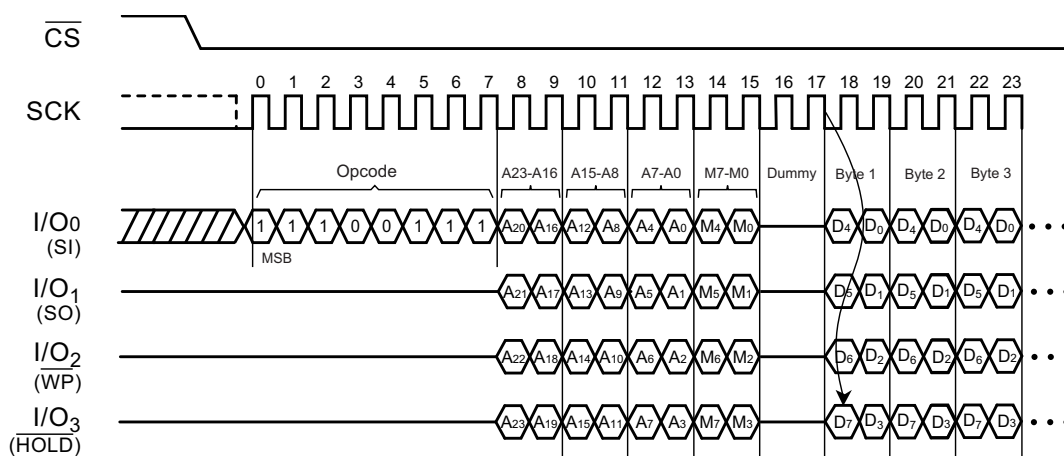 CS
0 1 2 3 4 5 6 7 8 9 10 11 12 13 14 15 16 17 18 19 20 21 22 23
SCK
Opcode A23-A16 A15-A8 A7-A0 M7-M0 Dummy Byte 1 Byte 2 Byte 3
I/O0 1 1 1 0 0 1 1 1 A20 A16 A12 A8 A4 A0 M4 M0 D4 D0 D4 D0 D4 D0
(SI)
MSB
I/O1 A21 A17 A13 A9 A5 A1 M5 M1 D5 D1 D5 D1 D5 D1
(SO)
I/O2 A22 A18 A14 A10 A6 A2 M6 M2 D6 D2 D6 D2 D6 D2
(WP)
I/O3 A23 A19 A15 A11 A7 A3 M7 M3 D7 D3 D7 D3 D7 D3
(HOLD)